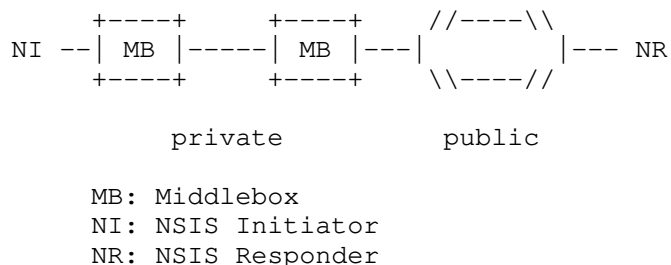 +----+ +----+ //----\\
NI --| MB |-----| MB |---| |--- NR
+----+ +----+ \\----//
private public
MB: Middlebox
NI: NSIS Initiator
NR: NSIS Responder